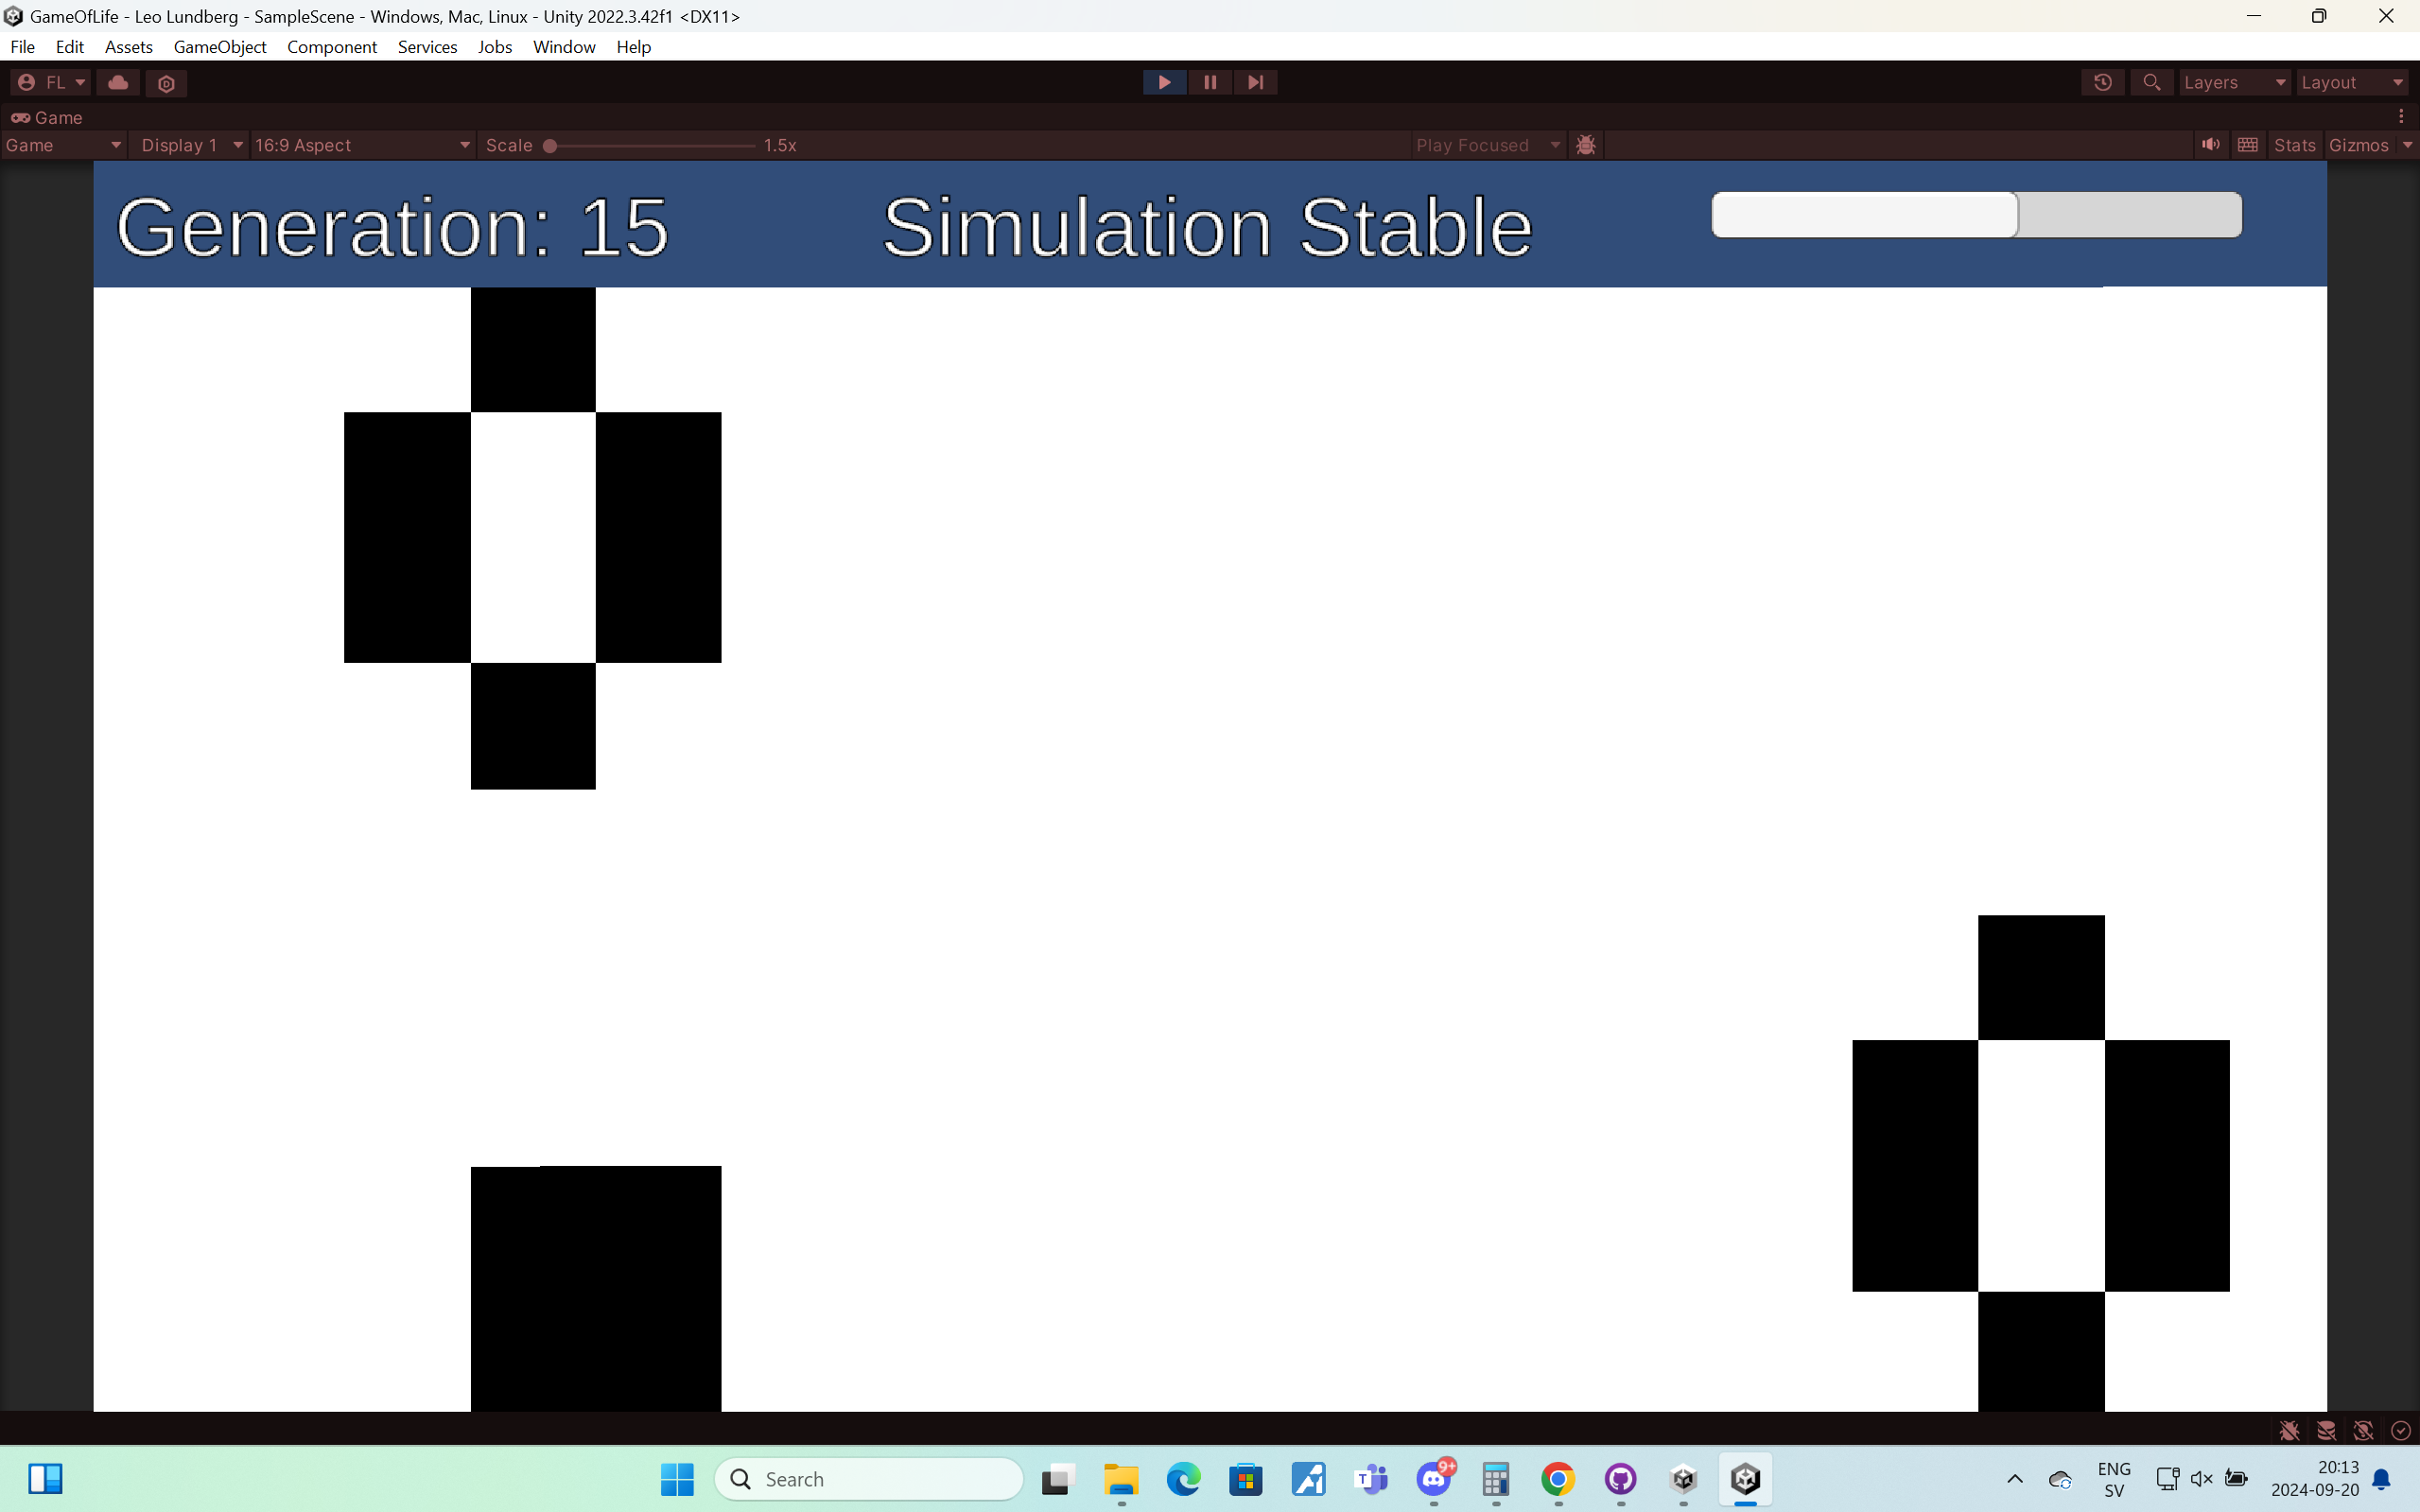 GameOfLife - Leo Lundberg - SampleScene - Windows, Mac, Linux - Unity 2022.3.42f1 <DX11>
File Edit Assets GameObject Component Services Jobs Window Help
FL Layers Layout
Game
Game Display 1 16:9 Aspect Scale 1.5x Play Focused Stats Gizmos
Generation: 15 Simulation Stable
Search
9+
ENG
SV
20:13
2024-09-20